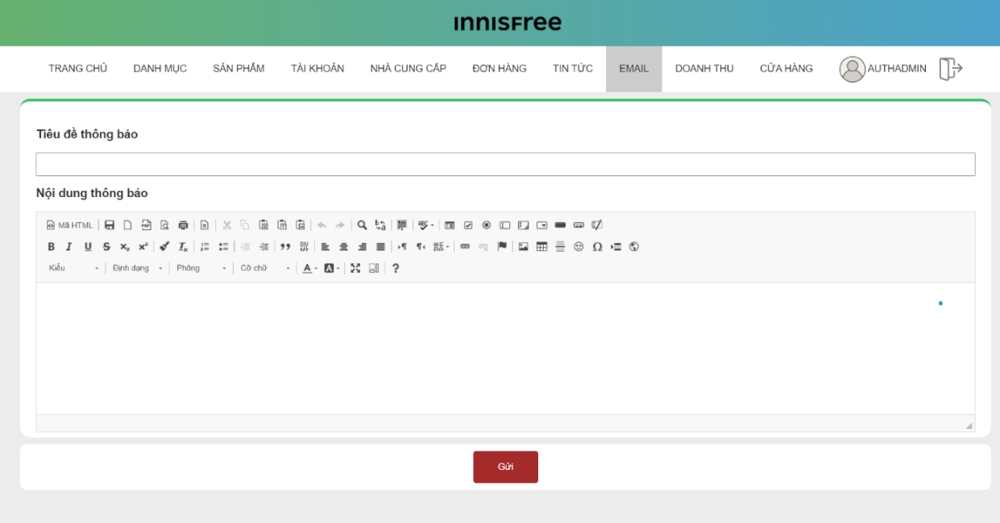 innisfree
TRANG CHỦ DANH MỤC SẢN PHẨM TÀI KHOẢN NHÀ CUNG CẤP ĐƠN HÀNG TIN TỨC EMAIL DOANH THU CỬA HÀNG AUTHADMIN
Tiêu đề thông báo
Nội dung thông báo
Mã HTML
B I U S x₂ x² Iₓ
Kiểu Định dạng Phông Cỡ chữ A A ?
Gửi